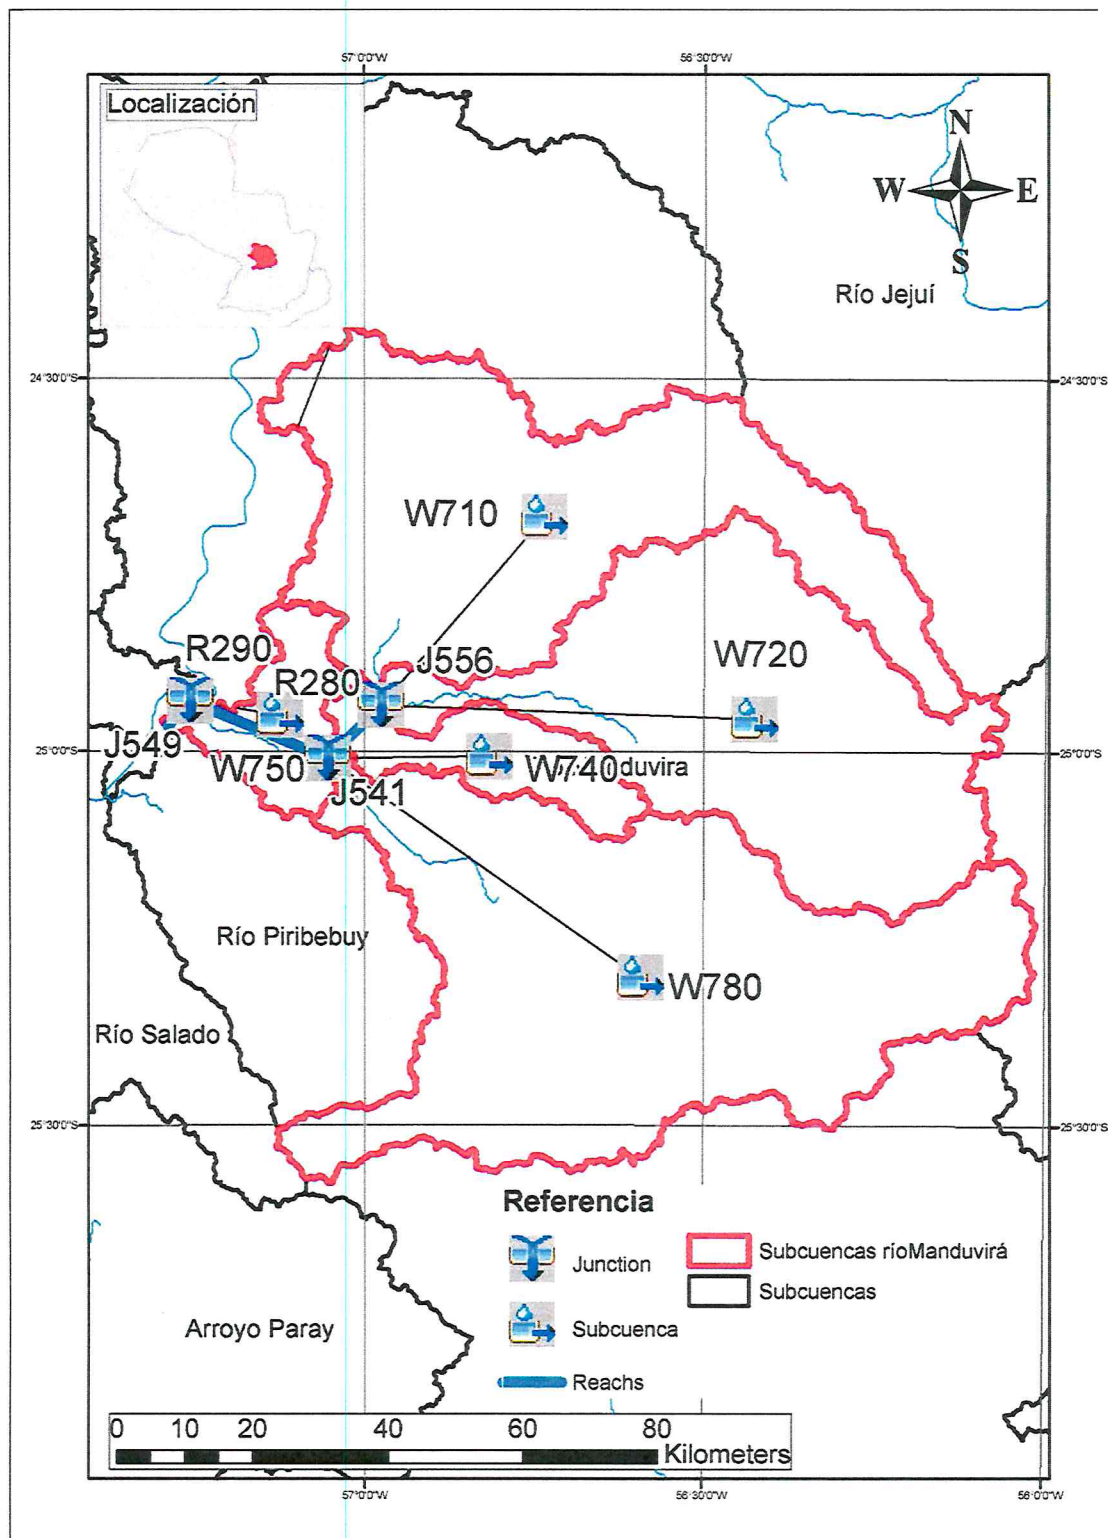 57°0'0"W
56°30'0"W
Localización
N
W
E
S
Río Jejuí
24°30'0"S
24°30'0"S
W710
R290
J556
W720
R280
J549
25°0'0"S
25°0'0"S
W750
W740
duvira
J541
Río Piribebuy
W780
Río Salado
25°30'0"S
25°30'0"S
Referencia
Junction
Subcuencas ríoManduvirá
Subcuencas
Arroyo Paray
Subcuenca
Reachs
0 10 20 40 60 80
Kilometers
57°0'0"W
56°30'0"W
56°0'0"W